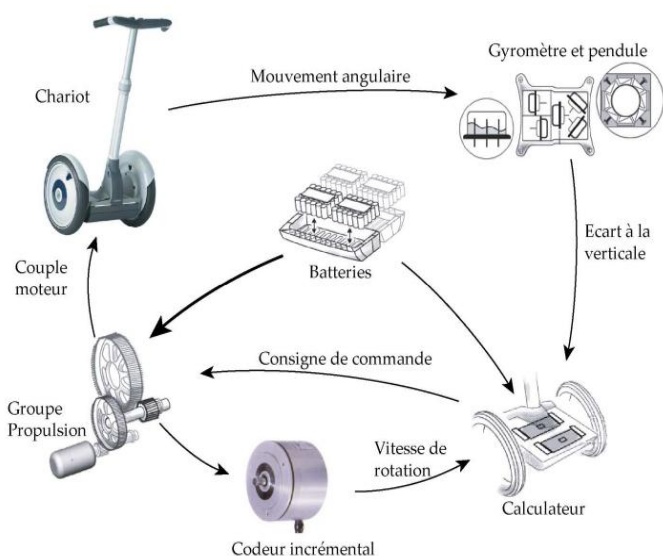 Gyromètre et pendule
Mouvement angulaire
Chariot
Ecart à la
verticale
Batteries
Couple
moteur
Consigne de commande
Groupe
Propulsion
Vitesse de
rotation
Calculateur
Codeur incrémental